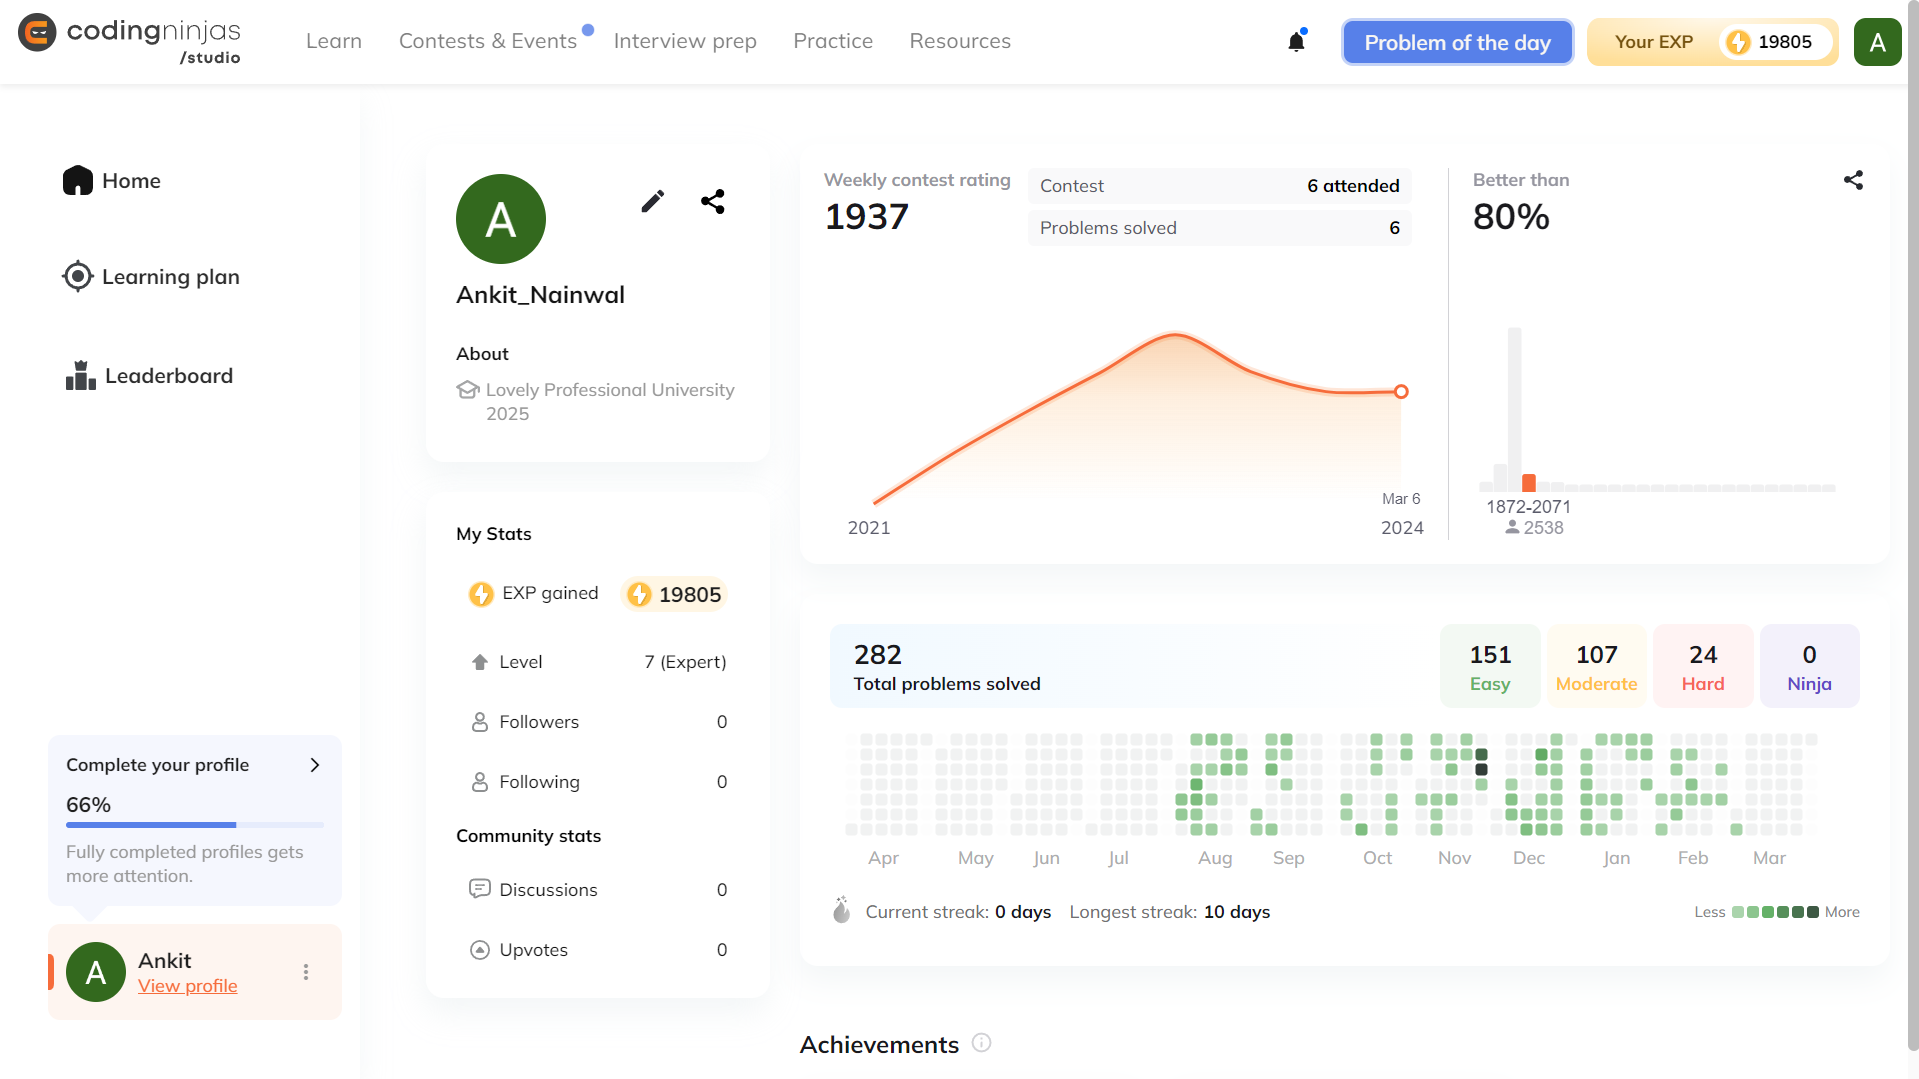 codingninjas
/studio
Learn
Contests & Events
Interview prep
Practice
Resources
Problem of the day
Your EXP
19805
A
Home
Learning plan
Leaderboard
Complete your profile
66%
Fully completed profiles gets
more attention.
A
Ankit
View profile
A
Ankit_Nainwal
About
Lovely Professional University
2025
My Stats
EXP gained
19805
Level
7 (Expert)
Followers
0
Following
0
Community stats
Discussions
0
Upvotes
0
Weekly contest rating
1937
Contest
6 attended
Problems solved
6
2021
Mar 6
2024
Better than
80%
1872-2071
2538
282
Total problems solved
151
Easy
107
Moderate
24
Hard
0
Ninja
Apr
May
Jun
Jul
Aug
Sep
Oct
Nov
Dec
Jan
Feb
Mar
Current streak: 0 days
Longest streak: 10 days
Less
More
Achievements